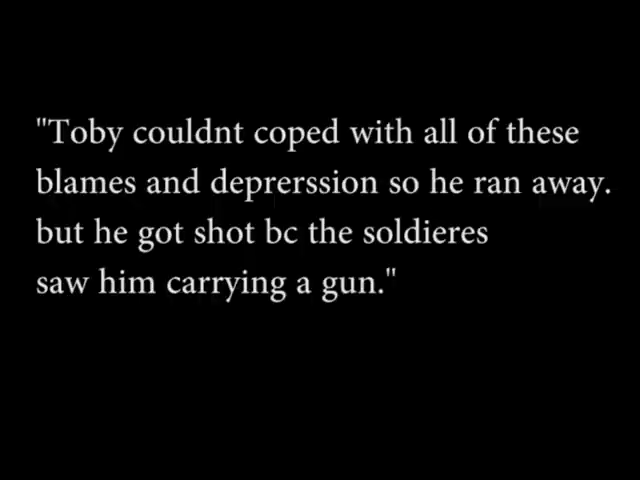 "Toby couldnt coped with all of these
blames and deprerssion so he ran away.
but he got shot bc the soldieres
saw him carrying a gun."